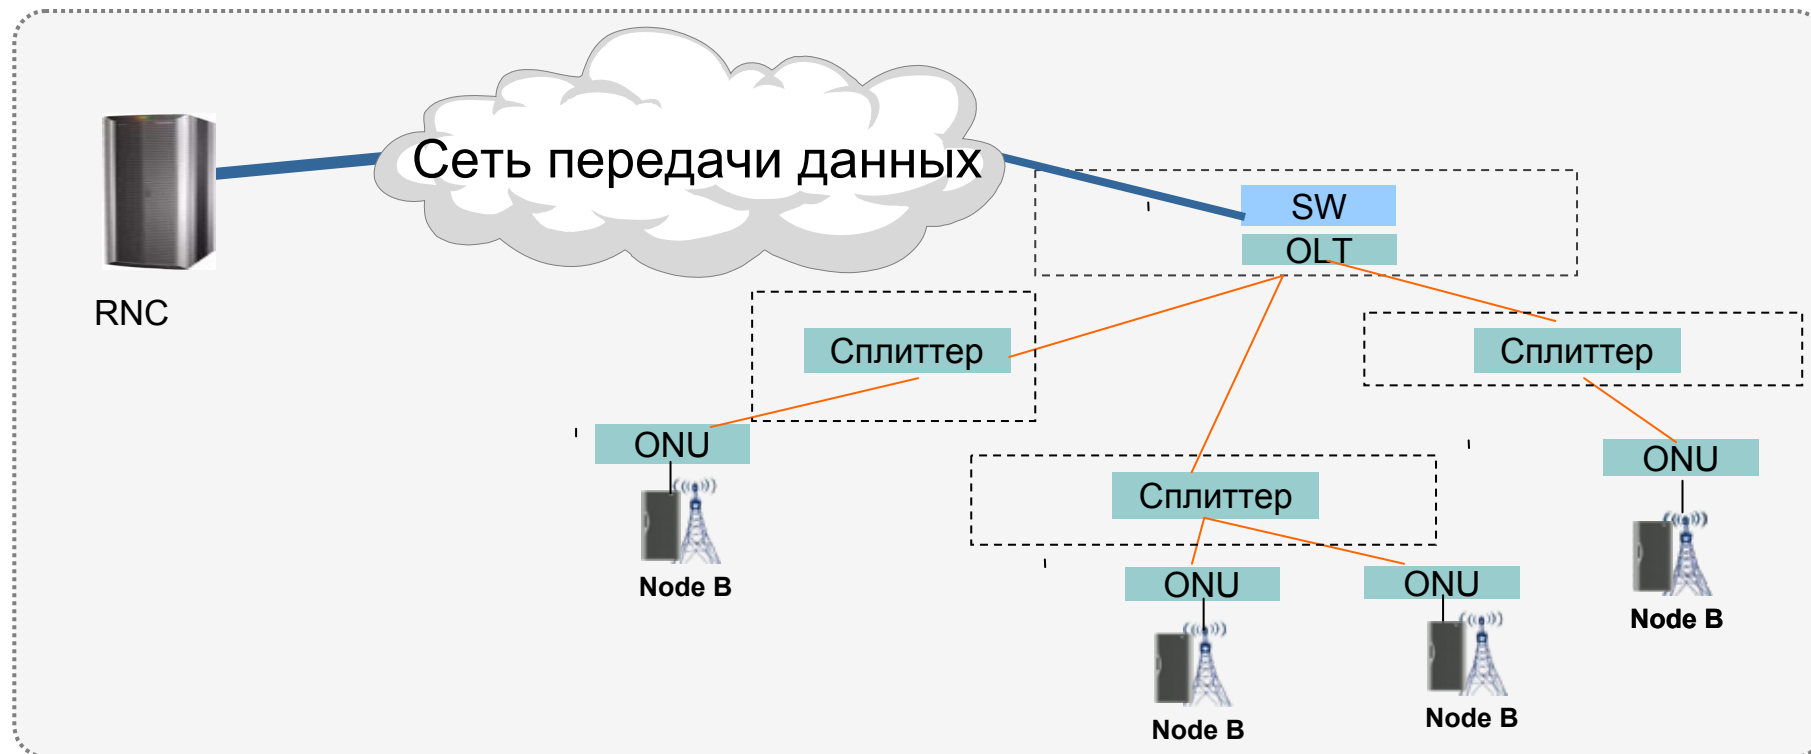 Сеть передачи данных
SW
OLT
RNC
Сплиттер
Сплиттер
ONU
ONU
Сплиттер
Node B
ONU
ONU
Node B
Node B
Node B